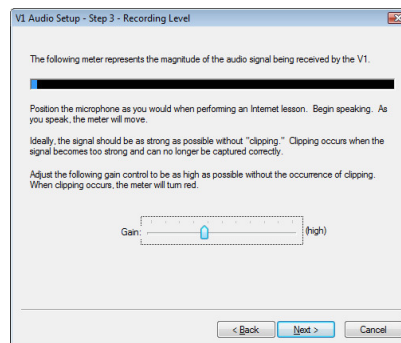 V1 Audio Setup - Step 3 - Recording Level
The following meter represents the magnitude of the audio signal being received by the V1.
Position the microphone as you would when performing an Internet lesson. Begin speaking. As
you speak, the meter will move.
Ideally, the signal should be as strong as possible without "clipping." Clipping occurs when the
signal becomes too strong and can no longer be captured correctly.
Adjust the following gain control to be as high as possible without the occurrence of clipping.
When clipping occurs, the meter will turn red.
Gain: (high)
< Back Next > Cancel